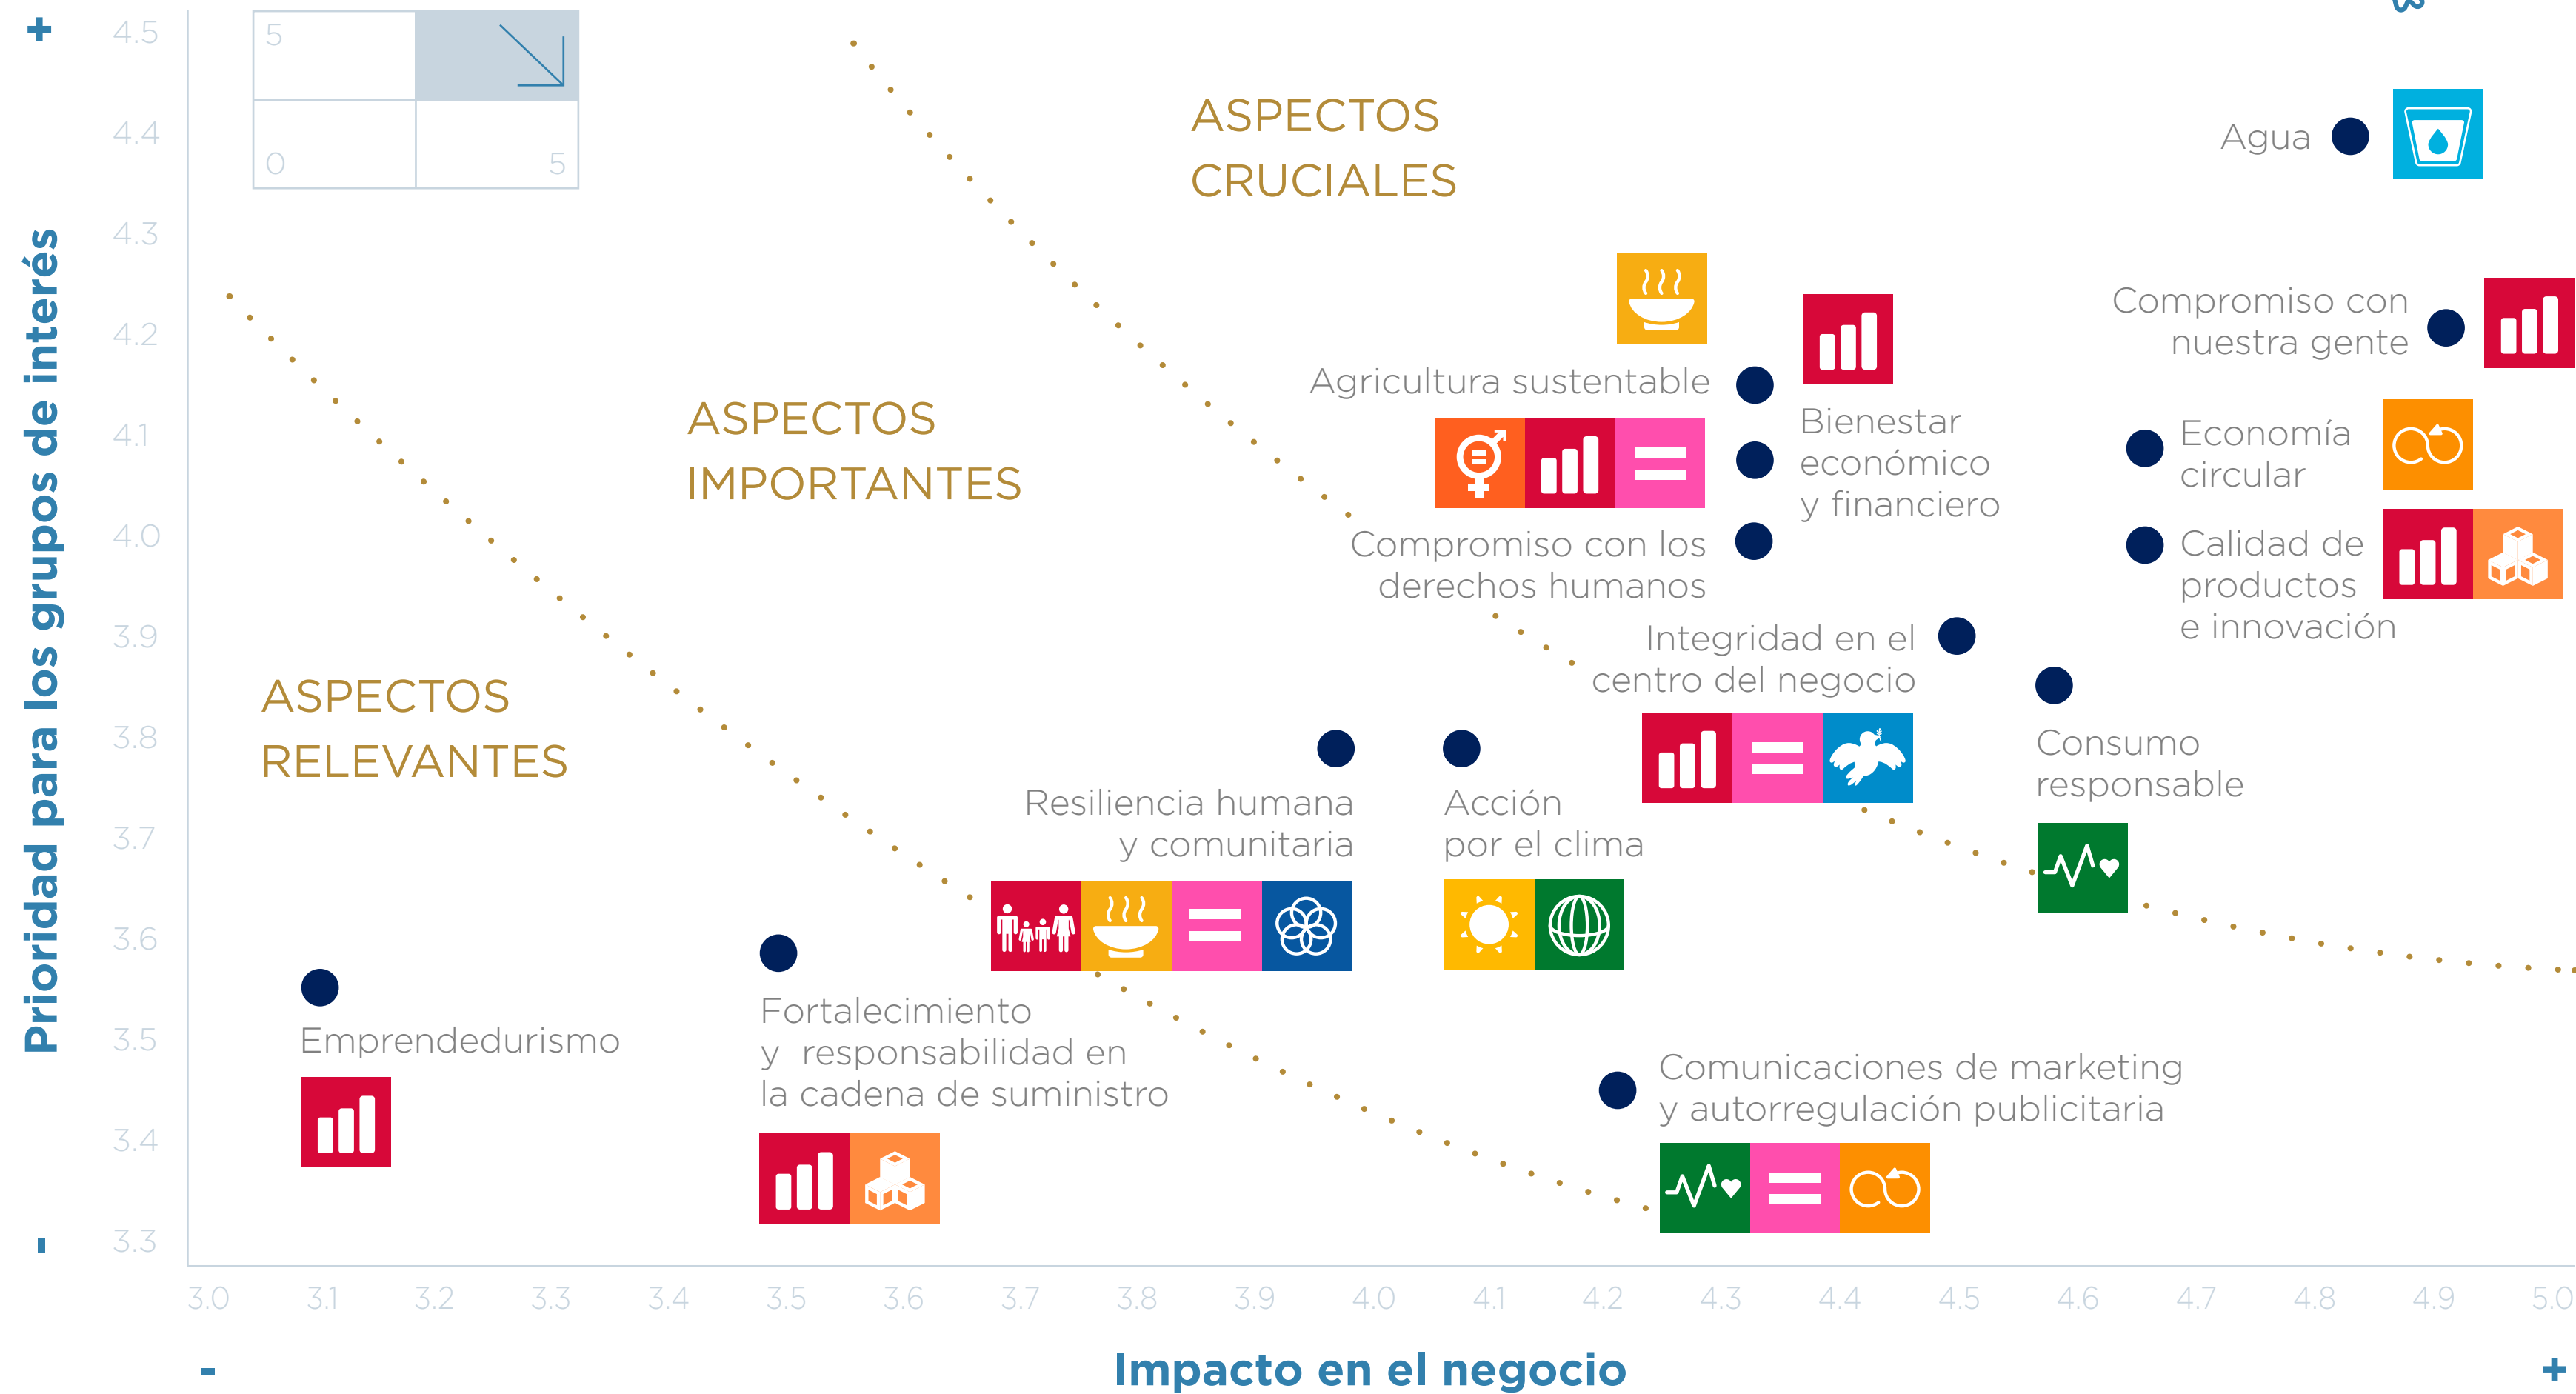 Prioridad para los grupos de interés
+
-
4.5
4.4
4.3
4.2
4.1
4.0
3.9
3.8
3.7
3.6
3.5
3.4
3.3
5
0
5
ASPECTOS
CRUCIALES
ASPECTOS
IMPORTANTES
ASPECTOS
RELEVANTES
Agua
Compromiso con
nuestra gente
Agricultura sustentable
Bienestar
económico
y financiero
Economía
circular
Compromiso con los
derechos humanos
Calidad de
productos
e innovación
Integridad en el
centro del negocio
Consumo
responsable
Resiliencia humana
y comunitaria
Acción
por el clima
Emprendedurismo
Fortalecimiento
y responsabilidad en
la cadena de suministro
Comunicaciones de marketing
y autorregulación publicitaria
3.0 3.1 3.2 3.3 3.4 3.5 3.6 3.7 3.8 3.9 4.0 4.1 4.2 4.3 4.4 4.5 4.6 4.7 4.8 4.9 5.0
- Impacto en el negocio +